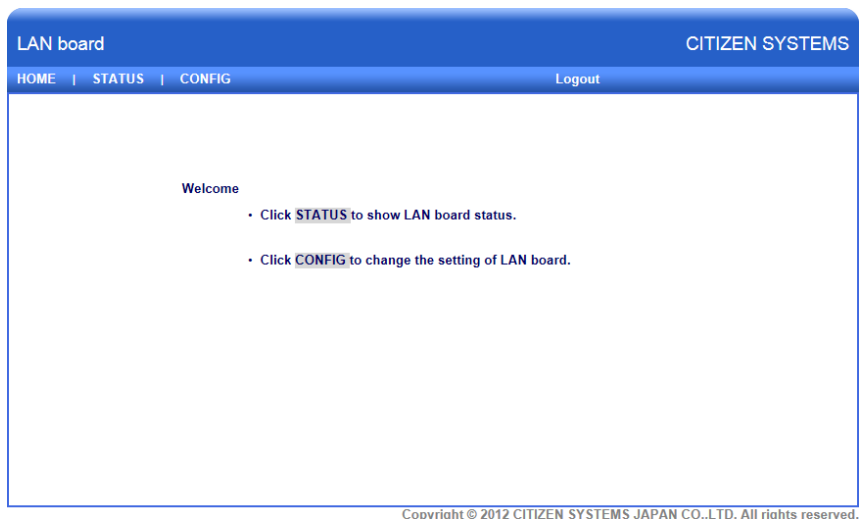 LAN board CITIZEN SYSTEMS
HOME | STATUS | CONFIG Logout
Welcome
• Click STATUS to show LAN board status.
• Click CONFIG to change the setting of LAN board.
Copyright © 2012 CITIZEN SYSTEMS JAPAN CO.,LTD. All rights reserved.